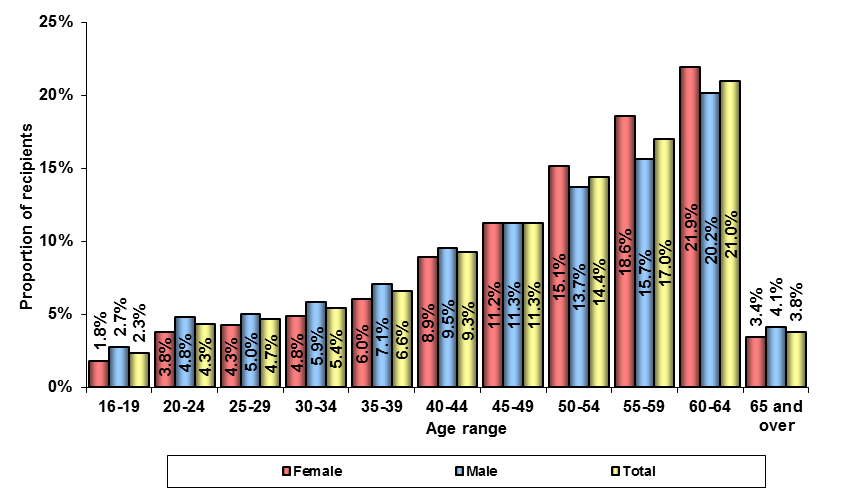 25%
20%
15%
10%
5%
0%
Proportion of recipients
1.8% 2.7% 2.3%
3.8% 4.8% 4.3%
4.3% 5.0% 4.7%
4.8% 5.9% 5.4%
6.0% 7.1% 6.6%
8.9% 9.5% 9.3%
11.2% 11.3% 11.3%
15.1% 13.7% 14.4%
18.6% 15.7% 17.0%
21.9% 20.2% 21.0%
3.4% 4.1% 3.8%
16-19 20-24 25-29 30-34 35-39 40-44 45-49 50-54 55-59 60-64 65 and
over
Age range
Female Male Total